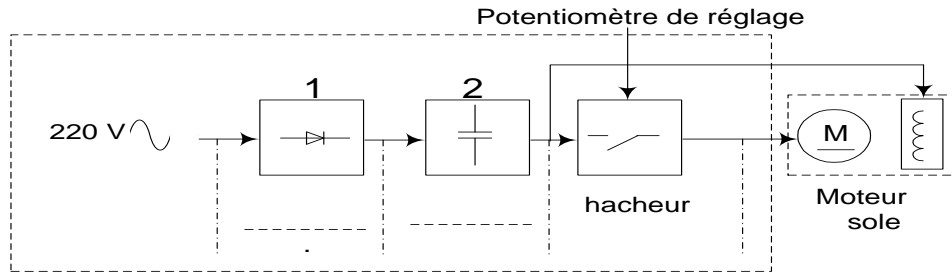 Potentiomètre de réglage
1
2
220 V
M
hacheur
Moteur
sole